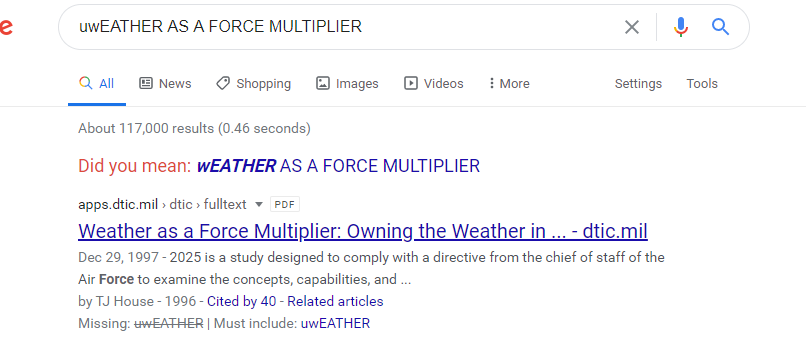 uwEATHER AS A FORCE MULTIPLIER
All News Shopping Images Videos More Settings Tools
About 117,000 results (0.46 seconds)
Did you mean: wEATHER AS A FORCE MULTIPLIER
apps.dtic.mil › dtic › fulltext PDF
Weather as a Force Multiplier: Owning the Weather in ... - dtic.mil
Dec 29, 1997 - 2025 is a study designed to comply with a directive from the chief of staff of the
Air Force to examine the concepts, capabilities, and ...
by TJ House - 1996 - Cited by 40 - Related articles
Missing: uwEATHER | Must include: uwEATHER